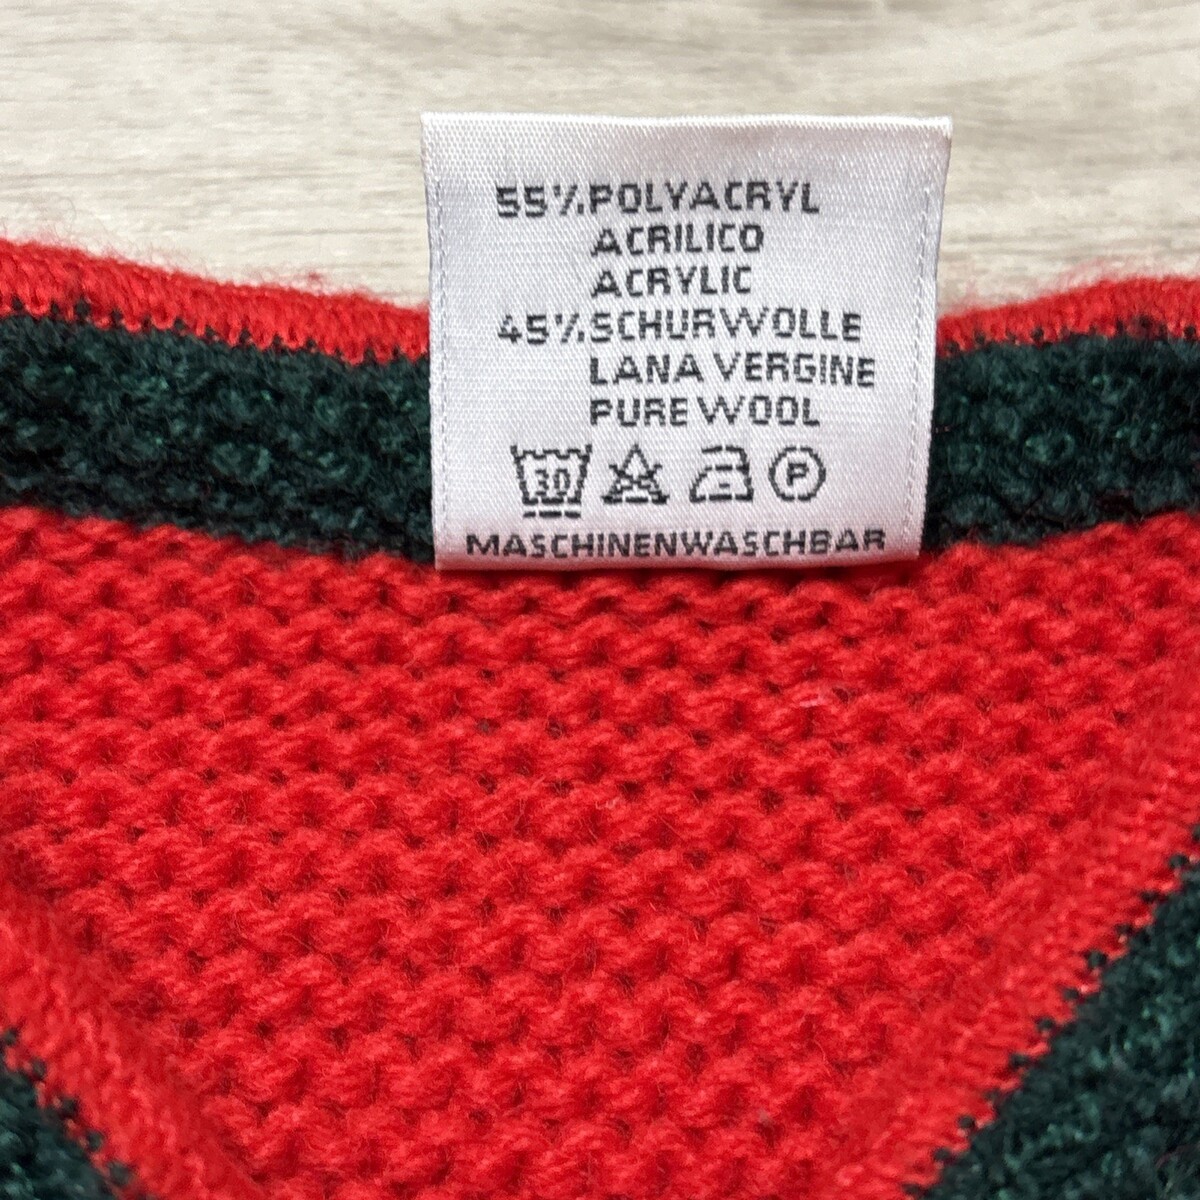 55% POLYACRYL
ACRILICO
ACRYLIC
45% SCHURWOLLE
LANA VERGINE
PURE WOOL
30 P
MASCHINENWASCHBAR